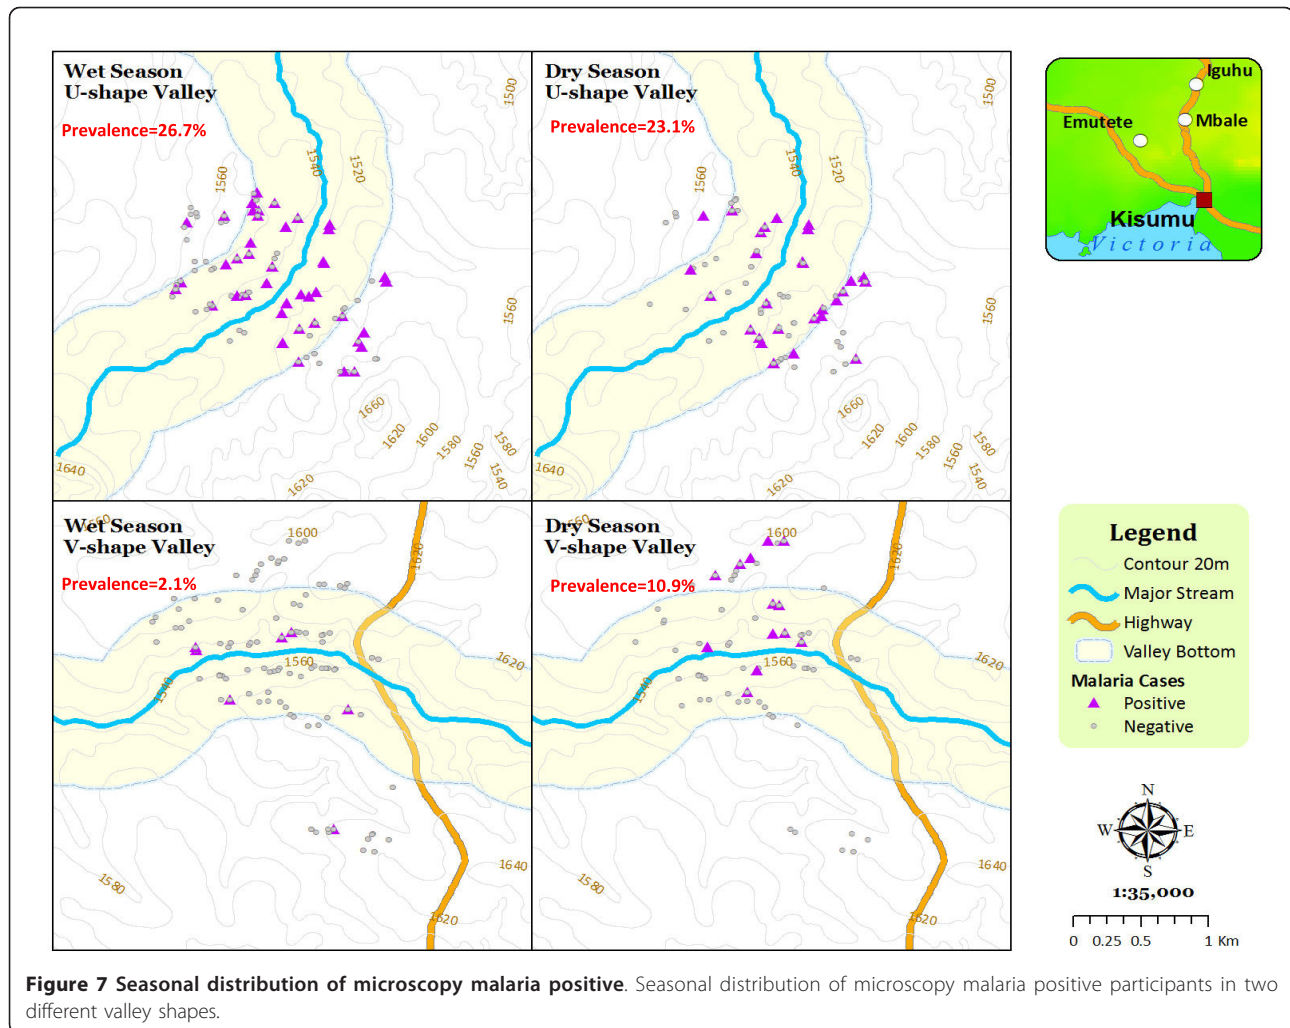 Wet Season
U-shape Valley
Prevalence=26.7%
1500
1540
1520
1560
1560
1660
1620
1600
1580
1560
1580
1540
1640
1620
Dry Season
U-shape Valley
Prevalence=23.1%
1500
1540
1520
1560
1560
1660
1620
1600
1580
1560
1580
1540
1640
1620
Iguhu
Emutete
Mbale
Kisumu
Victoria
1560
Wet Season
V-shape Valley
Prevalence=2.1%
1600
1620
1560
1540
1620
1580
1640
1620
1560
Dry Season
V-shape Valley
Prevalence=10.9%
1600
1620
1560
1540
1620
1580
1640
1620
Legend
Contour 20m
Major Stream
Highway
Valley Bottom
Malaria Cases
Positive
Negative
N
W E
S
1:35,000
0 0.25 0.5 1 Km
Figure 7 Seasonal distribution of microscopy malaria positive. Seasonal distribution of microscopy malaria positive participants in two
different valley shapes.